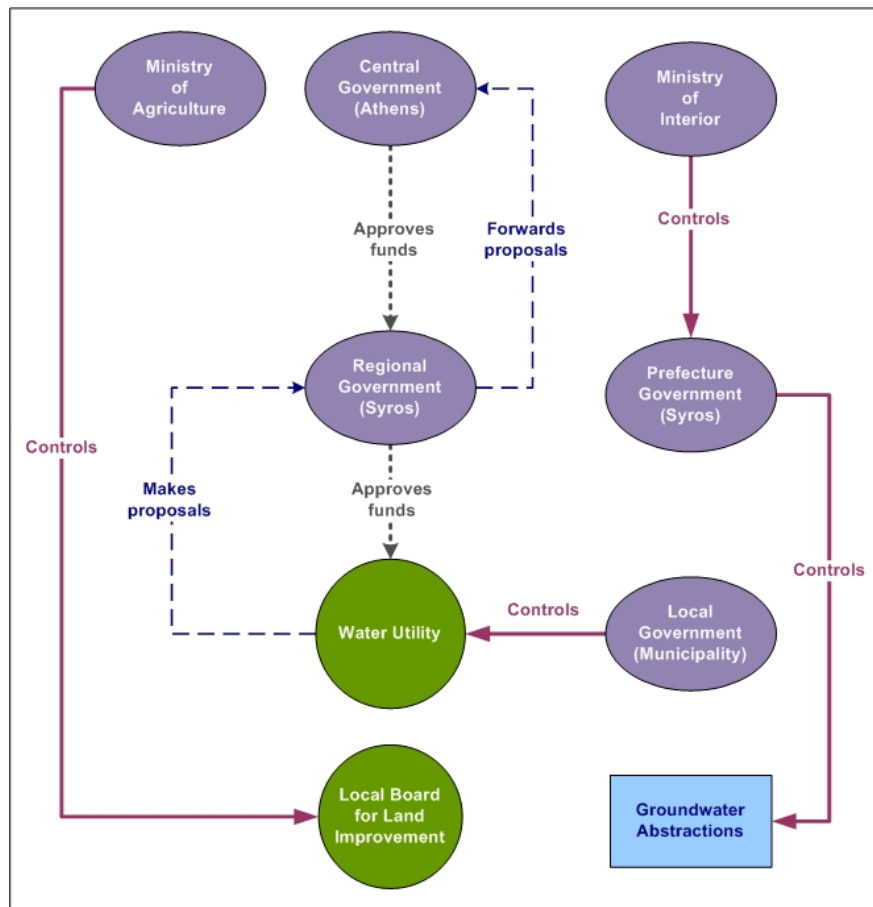 Ministry
of
Agriculture
Central
Government
(Athens)
Ministry
of
Interior
Controls
Approves
funds
Forwards
proposals
Regional
Government
(Syros)
Prefecture
Government
(Syros)
Controls
Makes
proposals
Approves
funds
Controls
Water Utility
Controls
Local
Government
(Municipality)
Local Board
for Land
Improvement
Groundwater
Abstractions